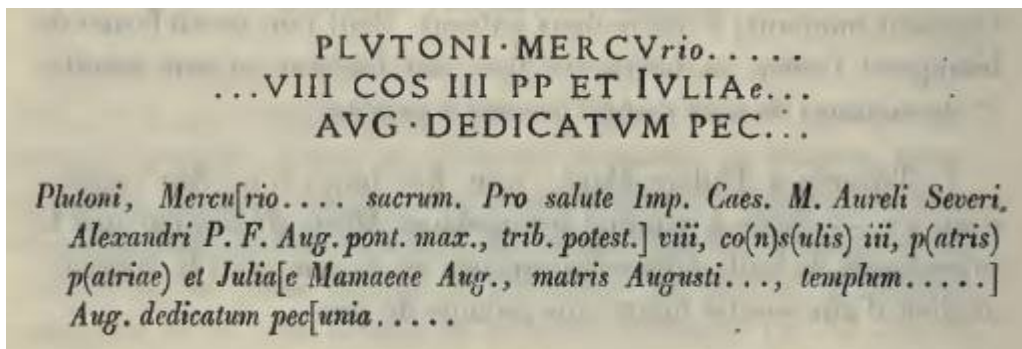 PLVTONI·MERCVrio.....
...VIII COS III PP ET IVLIAe...
AVG·DEDICATVM PEC...
Plutoni, Mercu[rio.... sacrum. Pro salute Imp. Caes. M. Aureli Severi
Alexandri P. F. Aug. pont. max., trib. potest.] viii, co(n)s(ulis) iii, p(atris)
p(atriae) et Julia[e Mamaeae Aug., matris Augusti..., templum.....]
Aug. dedicatum pec[unia.....